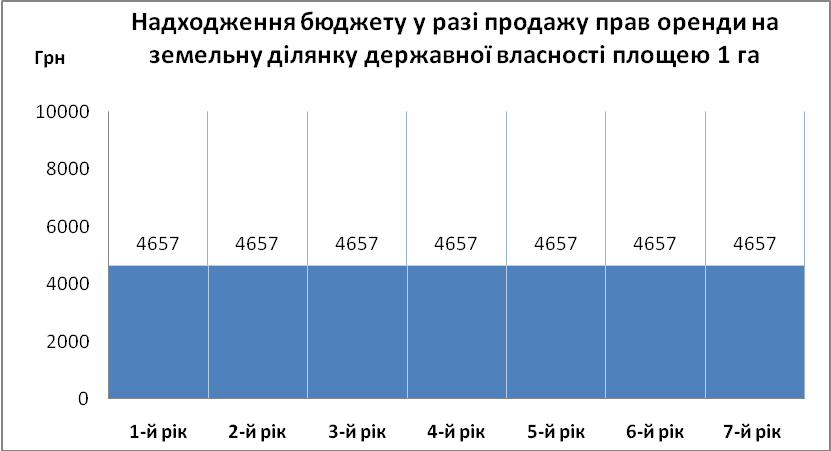 Надходження бюджету у разі продажу прав оренди на
земельну ділянку державної власності площею 1 га
Грн
10000
8000
6000
4000
2000
0
4657 4657 4657 4657 4657 4657 4657
1-й рік 2-й рік 3-й рік 4-й рік 5-й рік 6-й рік 7-й рік